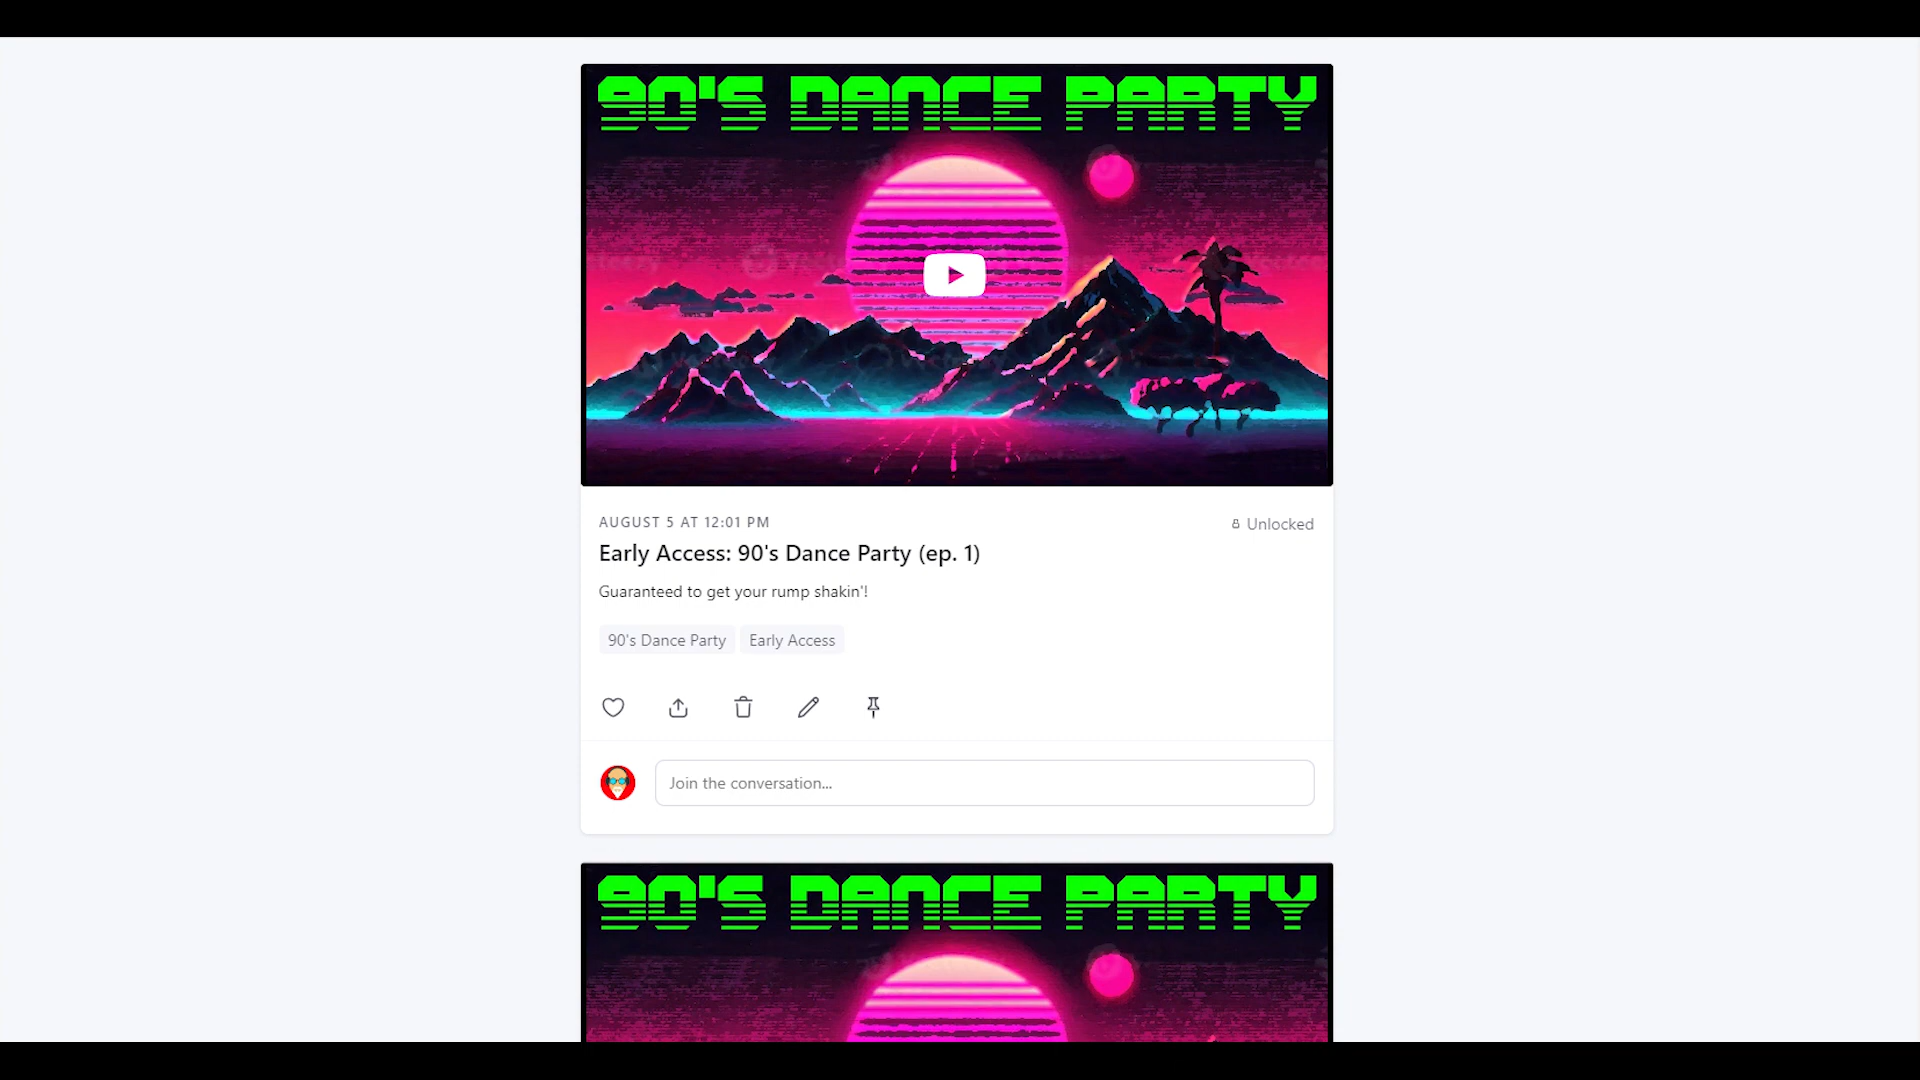 90'S DANCE PARTY
AUGUST 5 AT 12:01 PM
Unlocked
Early Access: 90's Dance Party (ep. 1)
Guaranteed to get your rump shakin'!
90's Dance Party
Early Access
Join the conversation...
90'S DANCE PARTY